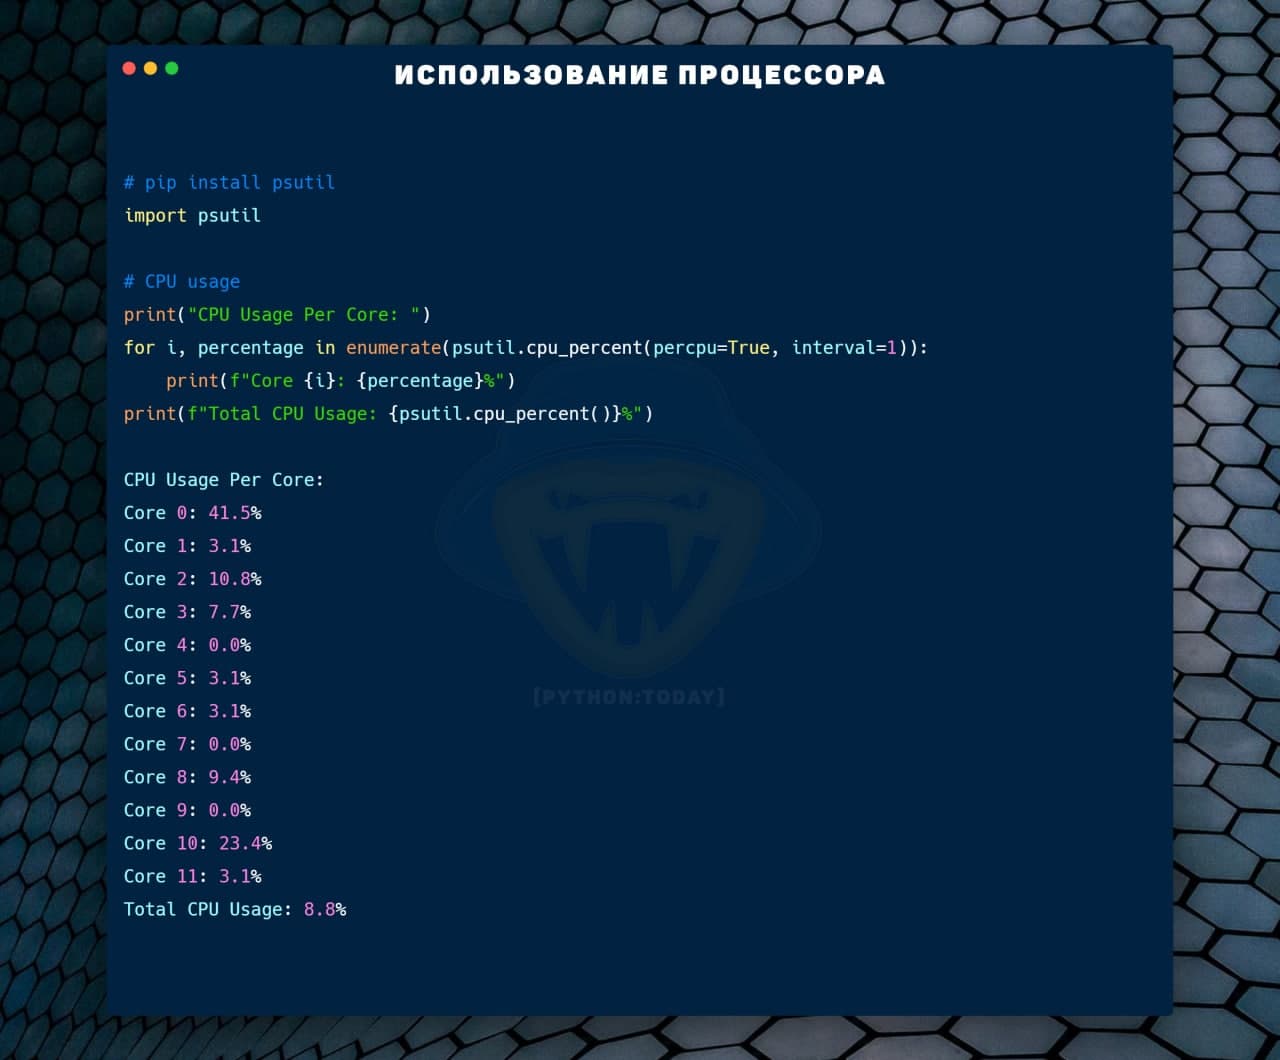 ИСПОЛЬЗОВАНИЕ ПРОЦЕССОРА
# pip install psutil
import psutil
# CPU usage
print("CPU Usage Per Core: ")
for i, percentage in enumerate(psutil.cpu_percent(percpu=True, interval=1)):
    print(f"Core {i}: {percentage}%")
print(f"Total CPU Usage: {psutil.cpu_percent()}%")
CPU Usage Per Core:
Core 0: 41.5%
Core 1: 3.1%
Core 2: 10.8%
Core 3: 7.7%
Core 4: 0.0%
Core 5: 3.1%
Core 6: 3.1%
[PYTHON:TODAY]
Core 7: 0.0%
Core 8: 9.4%
Core 9: 0.0%
Core 10: 23.4%
Core 11: 3.1%
Total CPU Usage: 8.8%